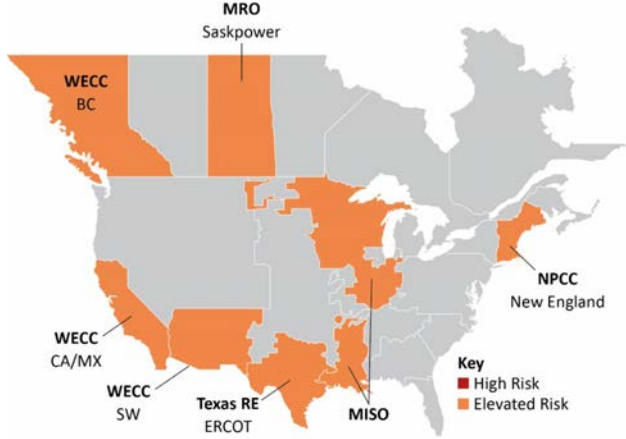 MRO
Saskpower
WECC
BC
NPCC
New England
WECC
CA/MX
WECC
SW
Texas RE
ERCOT
MISO
Key
High Risk
Elevated Risk